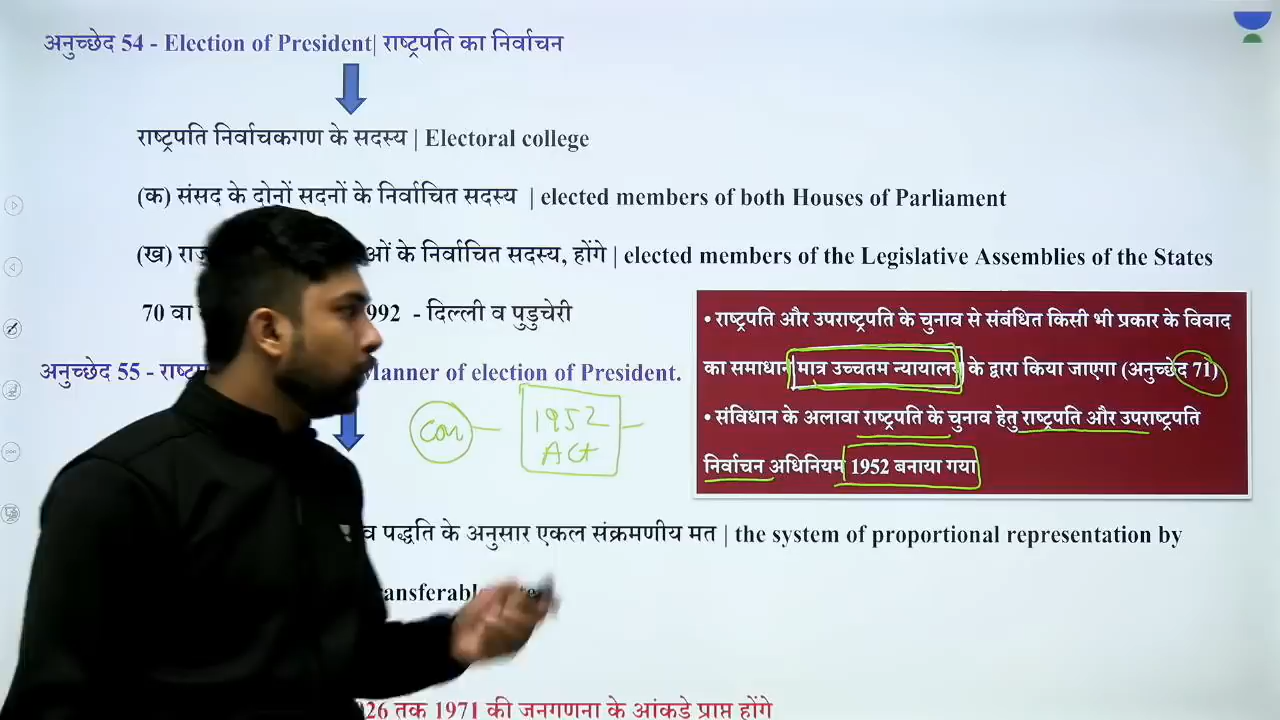 अनुच्छेद 54 - Election of President| राष्ट्रपति का निर्वाचन
राष्ट्रपति निर्वाचकगण के सदस्य | Electoral college
(क) संसद के दोनों सदनों के निर्वाचित सदस्य | elected members of both Houses of Parliament
(ख) के निर्वाचित सदस्य, होंगे | elected members of the Legislative Assemblies of the States
70 वा - दिल्ली व पुडुचेरी
• राष्ट्रपति और उपराष्ट्रपति के चुनाव से संबंधित किसी भी प्रकार के विवाद
का समाधान मात्र उच्चतम न्यायालय के द्वारा किया जाएगा (अनुच्छेद 71)
• संविधान के अलावा राष्ट्रपति के चुनाव हेतु राष्ट्रपति और उपराष्ट्रपति
निर्वाचन अधिनियम 1952 बनाया गया
अनुच्छेद 55 - Manner of election of President.
con
1952
Act
पद्धति के अनुसार एकल संक्रमणीय मत | the system of proportional representation by
तक 1971 की जनगणना के आंकडे प्राप्त होंगे